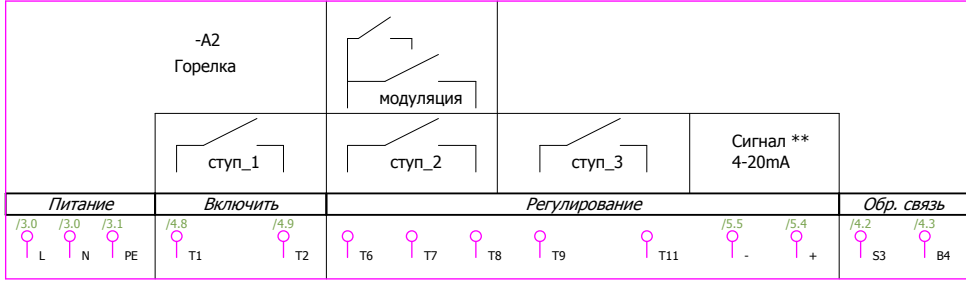 -A2
Горелка
модуляция
ступ_1
ступ_2
ступ_3
Сигнал **
4-20mA
Питание Включить Регулирование Обр. связь
/3.0 /3.0 /3.1 /4.8 /4.9 /5.5 /5.4 /4.2 /4.3
L N PE T1 T2 T6 T7 T8 T9 T11 - + S3 B4